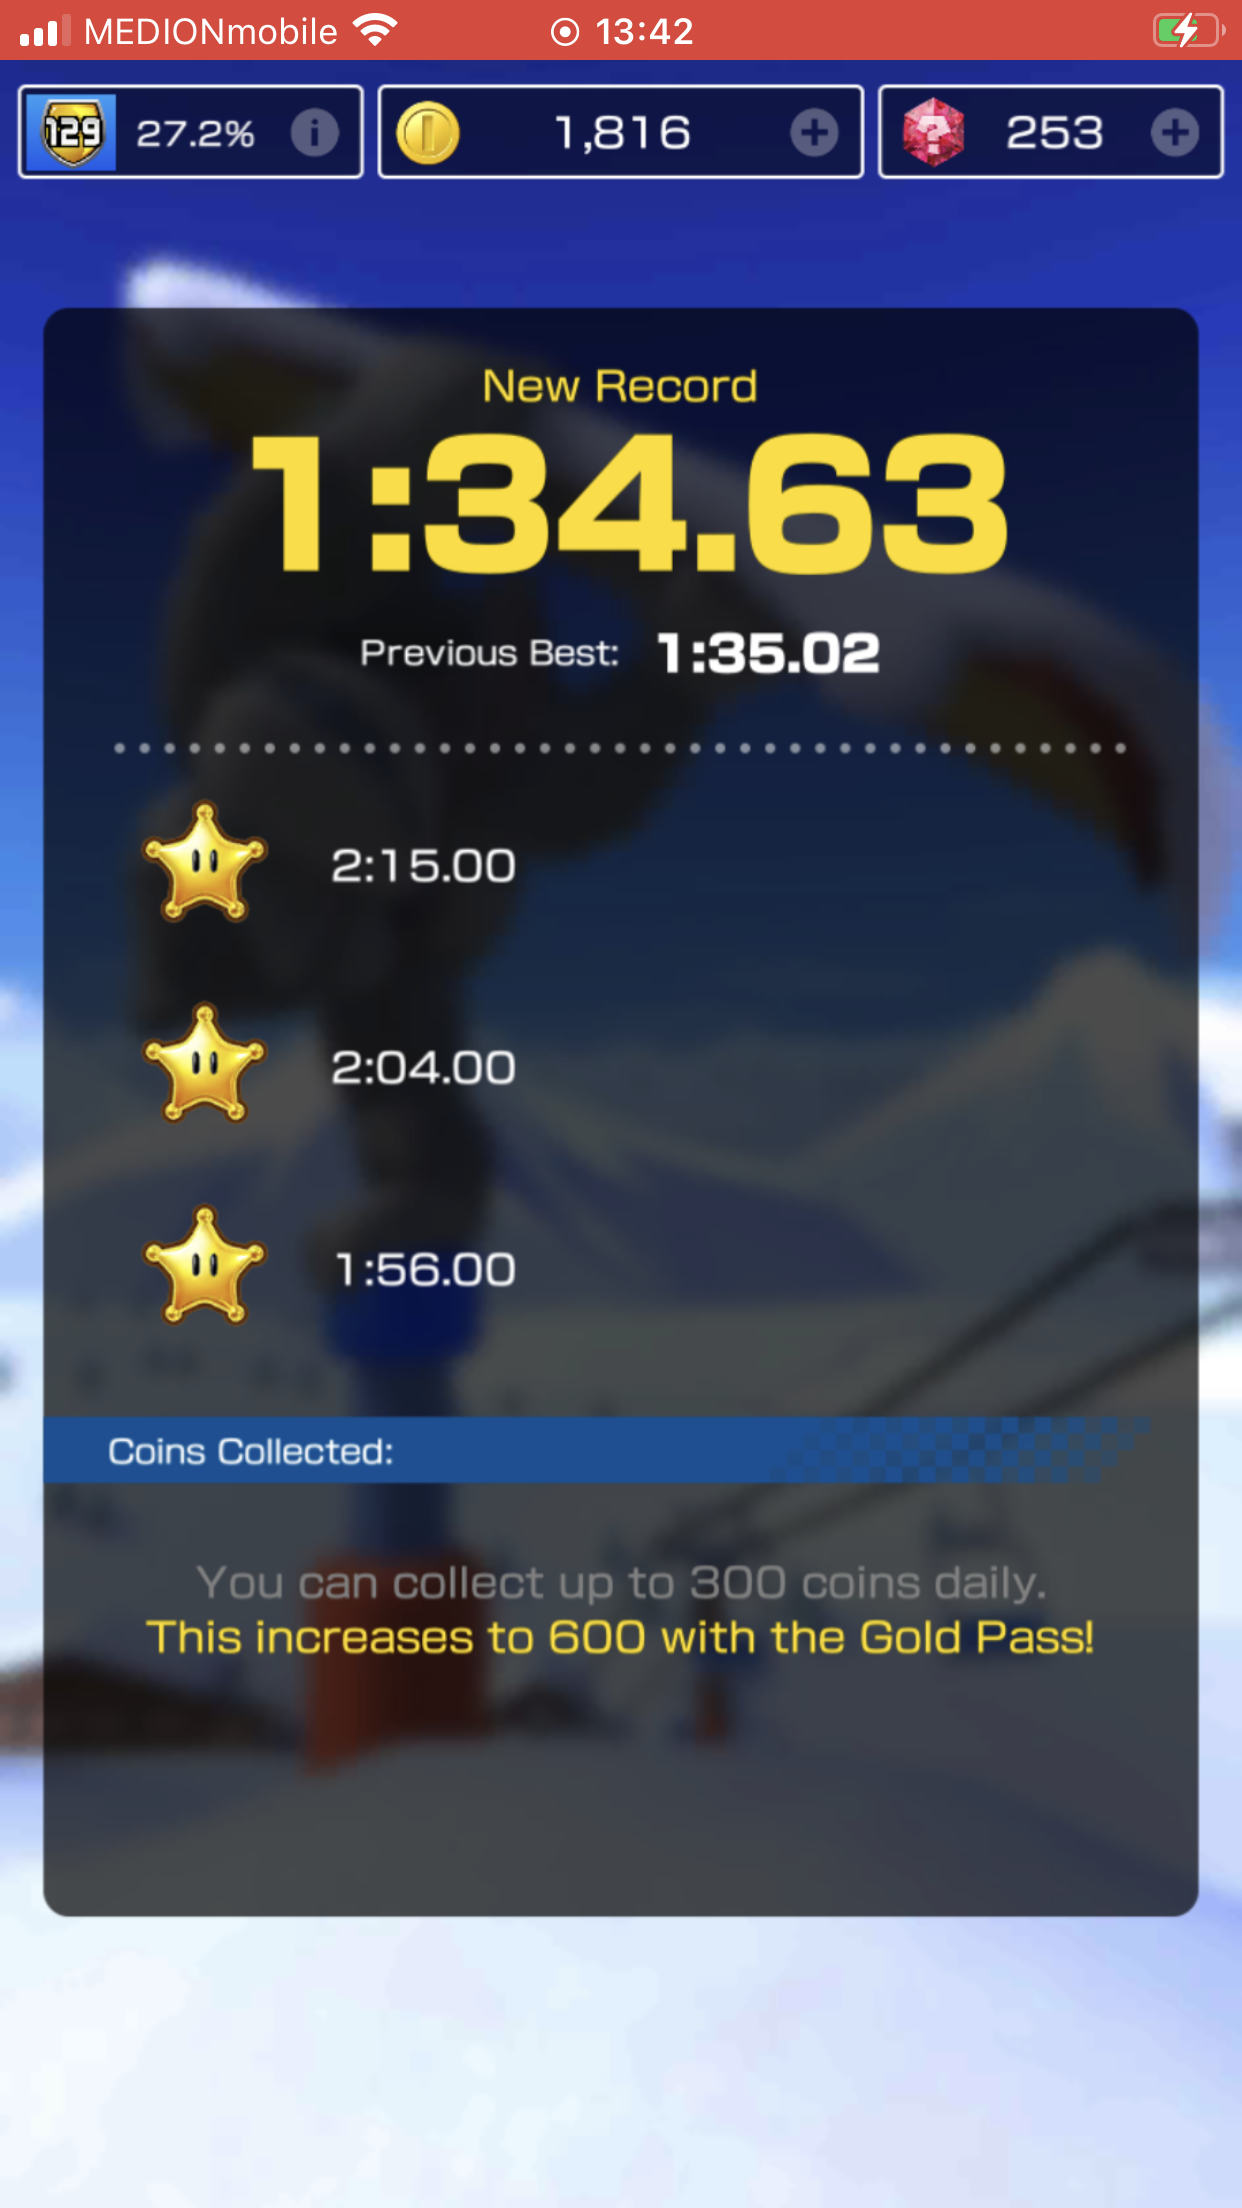 MEDIONmobile 13:42
129 27.2% i 1,816 + ? 253 +
New Record
1:34.63
Previous Best: 1:35.02
2:15.00
2:04.00
1:56.00
Coins Collected:
You can collect up to 300 coins daily.
This increases to 600 with the Gold Pass!